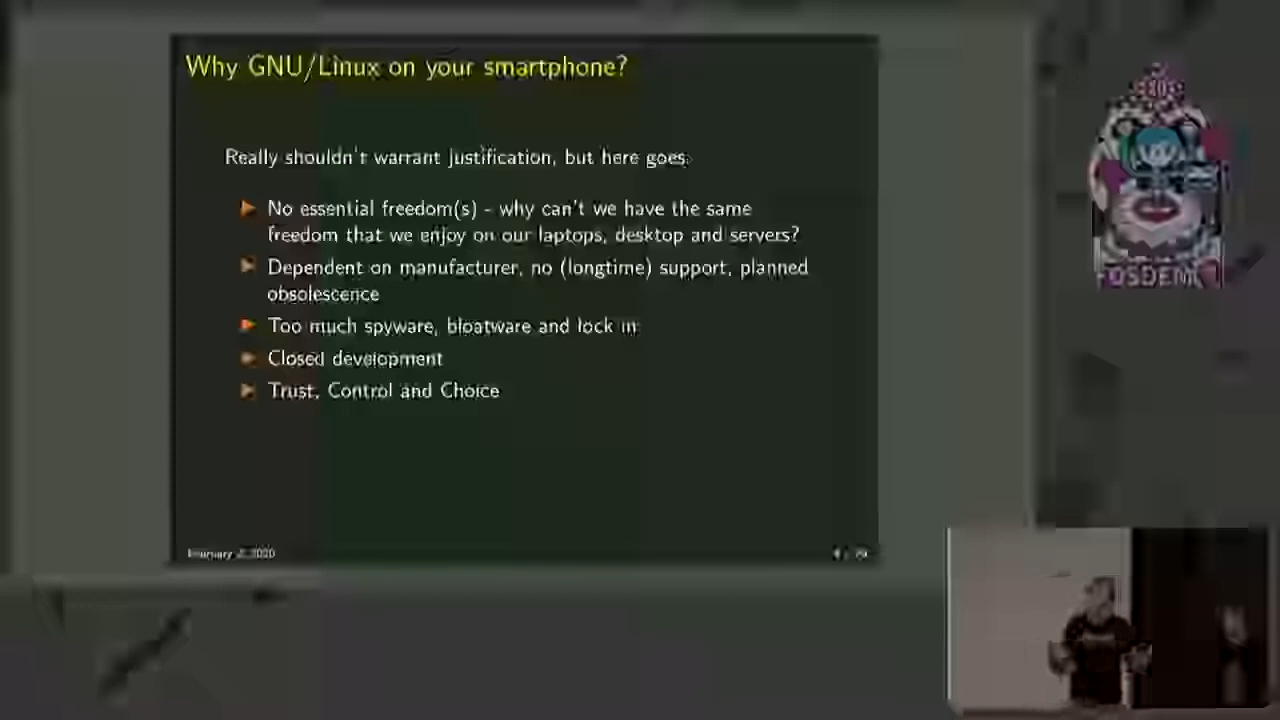 Why GNU/Linux on your smartphone?
Really shouldn't warrant justification, but here goes:
No essential freedom(s) - why can't we have the same
freedom that we enjoy on our laptops, desktop and servers?
Dependent on manufacturer, no (longtime) support, planned
obsolescence
Too much spyware, bloatware and lock in
Closed development
Trust, Control and Choice
February 2, 2020
FOSDEM